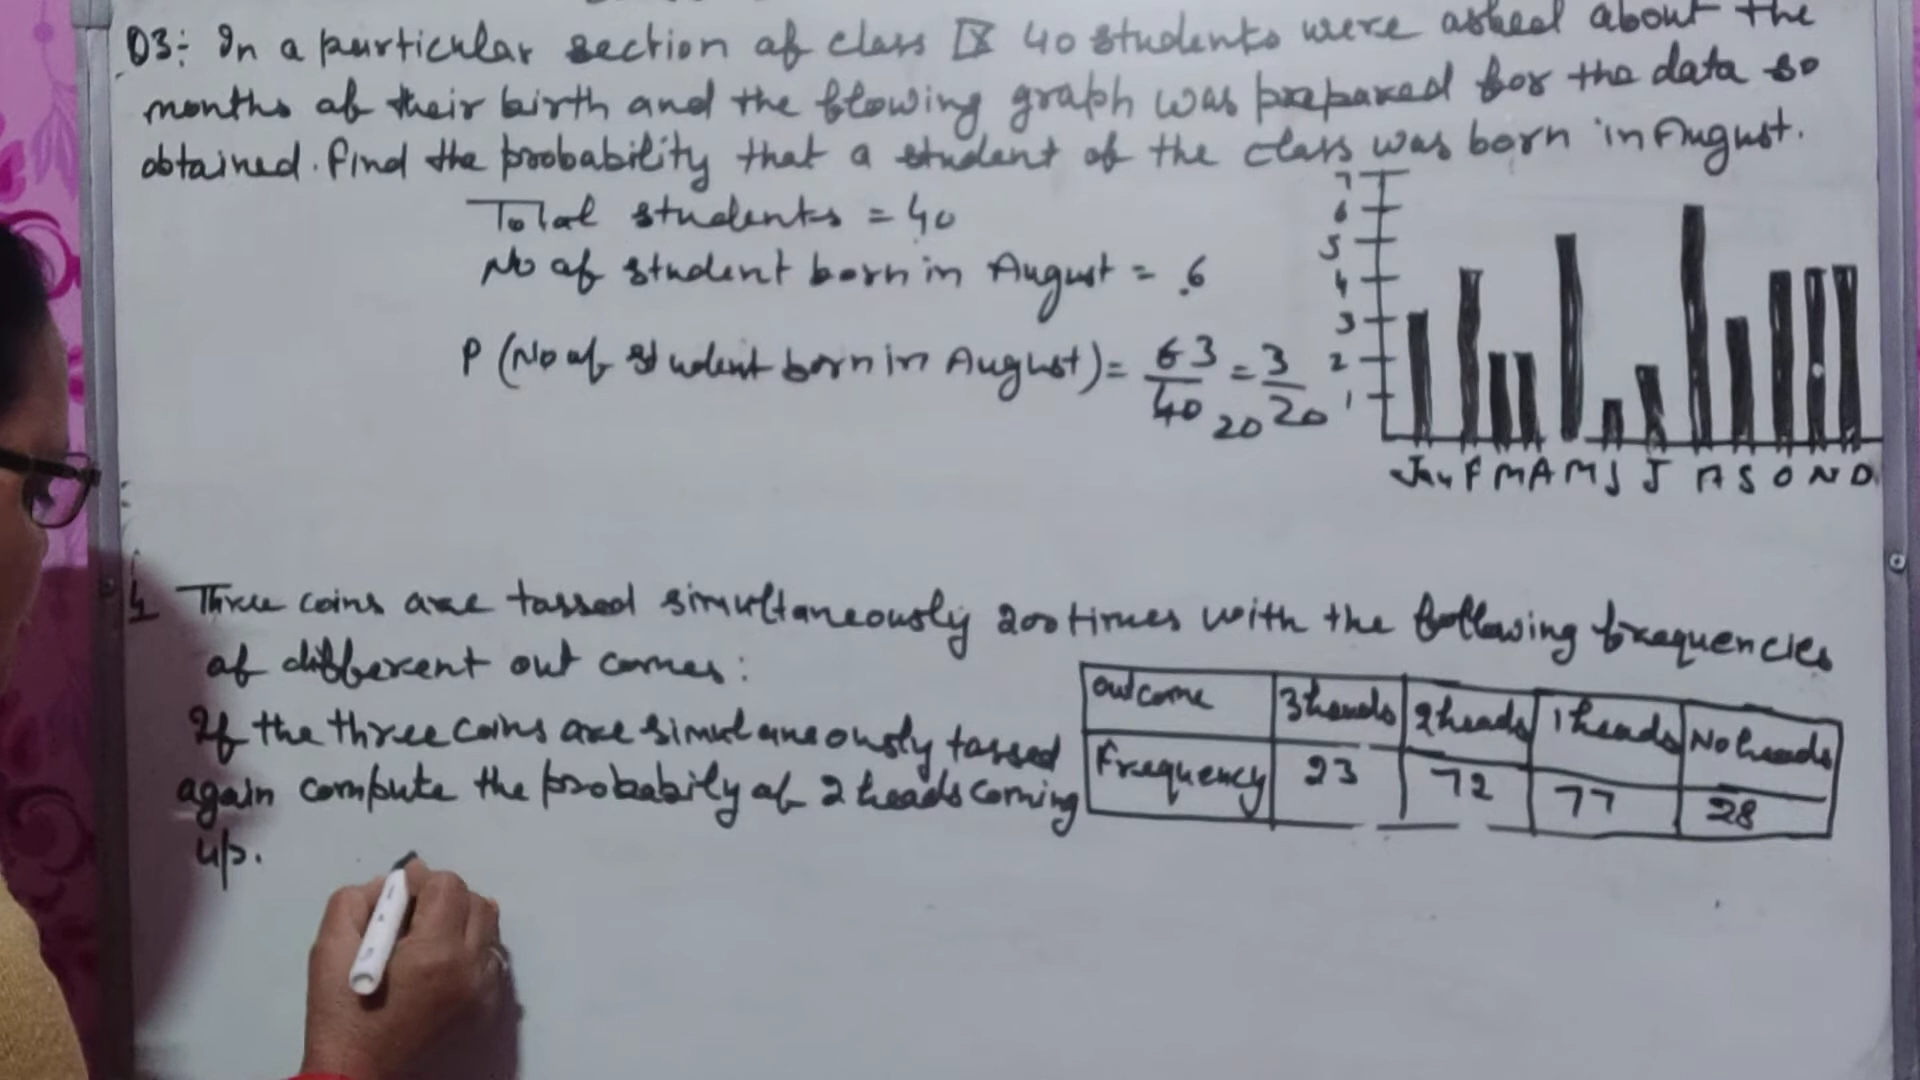 Q3:- In a purticular section of class IX 40 students were asked about the
months of their birth and the flowing graph was prepared for the data so
obtained. find the probability that a student of the class was born in August.
Total students = 40
No of student born in August = 6
P (No of student born in August) = 6 3 / 40 20 = 3 / 20
7
6
5
4
3
2
1
Jan F M A M J J A S O N D
4 Three coins are tossed simultaneously 200 times with the following frequencies
of different out comes:
If the three coins are simulaneously tossed
again compute the probabily of 2 heads coming
up.
outcome 3 heads 2 heads 1 heads No heads
Frequency 23 72 77 28